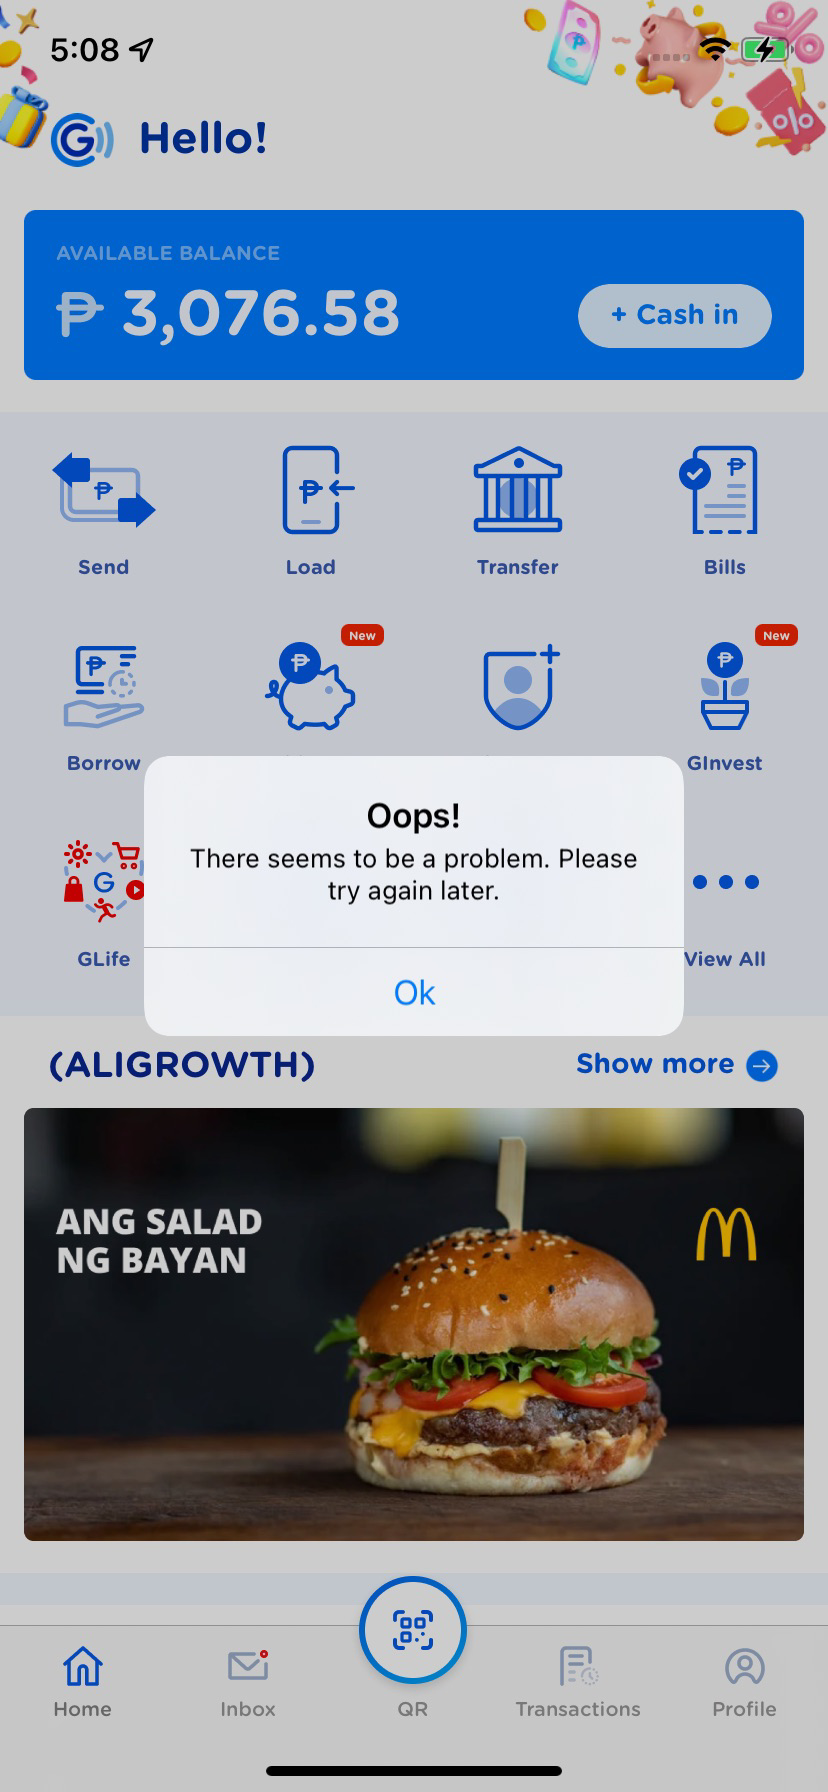 5:08
Hello!
AVAILABLE BALANCE
₱ 3,076.58
+ Cash in
Send
Load
Transfer
Bills
New
New
Borrow
GInvest
Oops!
There seems to be a problem. Please
try again later.
GLife
View All
Ok
(ALIGROWTH)
Show more
ANG SALAD
NG BAYAN
Home
Inbox
QR
Transactions
Profile